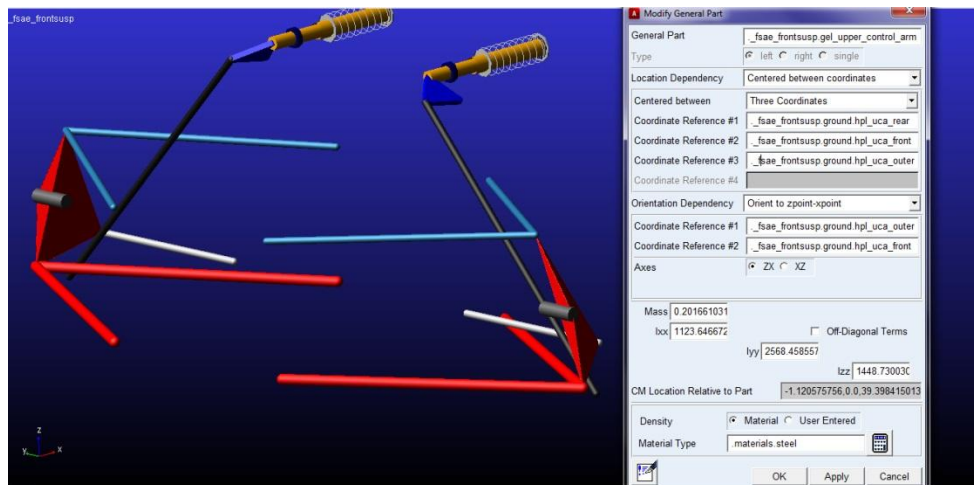 _fsae_frontsusp
Modify General Part
General Part
._fsae_frontsusp.gel_upper_control_arm
Type
left right single
Location Dependency
Centered between coordinates
Centered between
Three Coordinates
Coordinate Reference #1
._fsae_frontsusp.ground.hpl_uca_rear
Coordinate Reference #2
._fsae_frontsusp.ground.hpl_uca_front
Coordinate Reference #3
._fsae_frontsusp.ground.hpl_uca_outer
Coordinate Reference #4
Orientation Dependency
Orient to zpoint-xpoint
Coordinate Reference #1
._fsae_frontsusp.ground.hpl_uca_outer
Coordinate Reference #2
._fsae_frontsusp.ground.hpl_uca_front
Axes
ZX XZ
Mass 0.201661031
Ixx 1123.646672
Off-Diagonal Terms
Iyy 2568.458557
Izz 1448.730030
CM Location Relative to Part
-1.120575756,0.0,39.398415013
Density
Material User Entered
Material Type
.materials.steel
OK Apply Cancel
z
y x